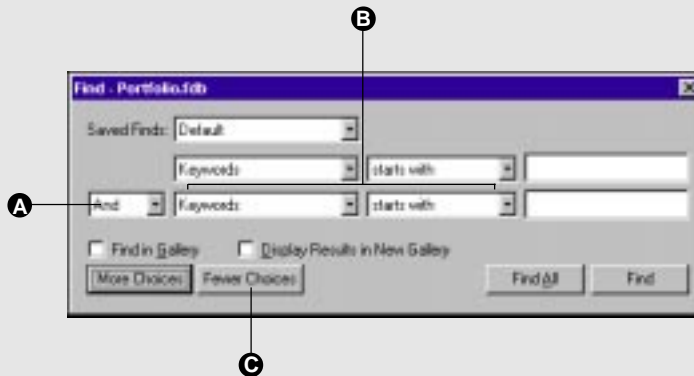 B
Find - Portfolio.fdb
Saved Finds: Default
Keywords starts with
A And Keywords starts with
Find in Gallery Display Results in New Gallery
More Choices Fewer Choices Find All Find
C